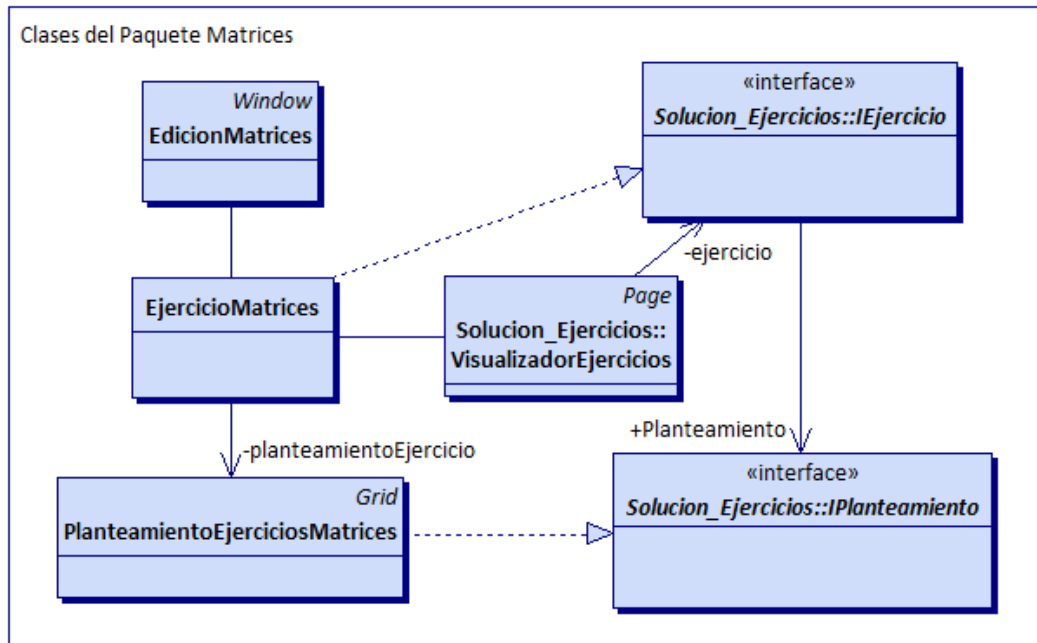 Clases del Paquete Matrices
Window
EdicionMatrices
«interface»
Solucion_Ejercicios::IEjercicio
-ejercicio
EjercicioMatrices
Page
Solucion_Ejercicios::
VisualizadorEjercicios
-planteamientoEjercicio
+Planteamiento
Grid
PlanteamientoEjerciciosMatrices
«interface»
Solucion_Ejercicios::IPlanteamiento